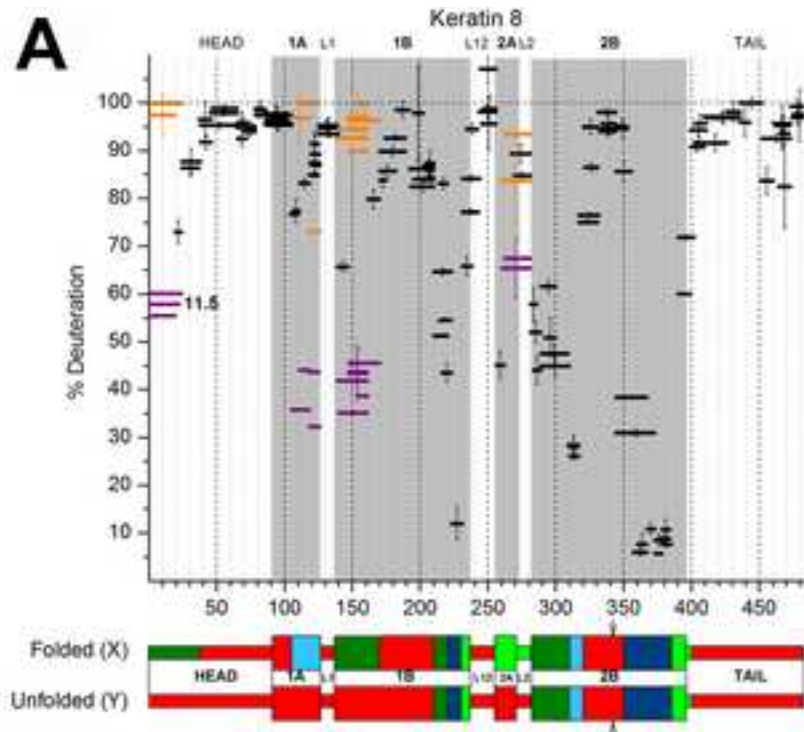 A
Keratin 8
HEAD 1A L1 1B L12 2A L2 2B TAIL
% Deuteration
100
90
80
70
60
50
40
30
20
10
11.5
50 100 150 200 250 300 350 400 450
Folded (X)
HEAD 1A L1 1B L12 2A L2 2B TAIL
Unfolded (Y)